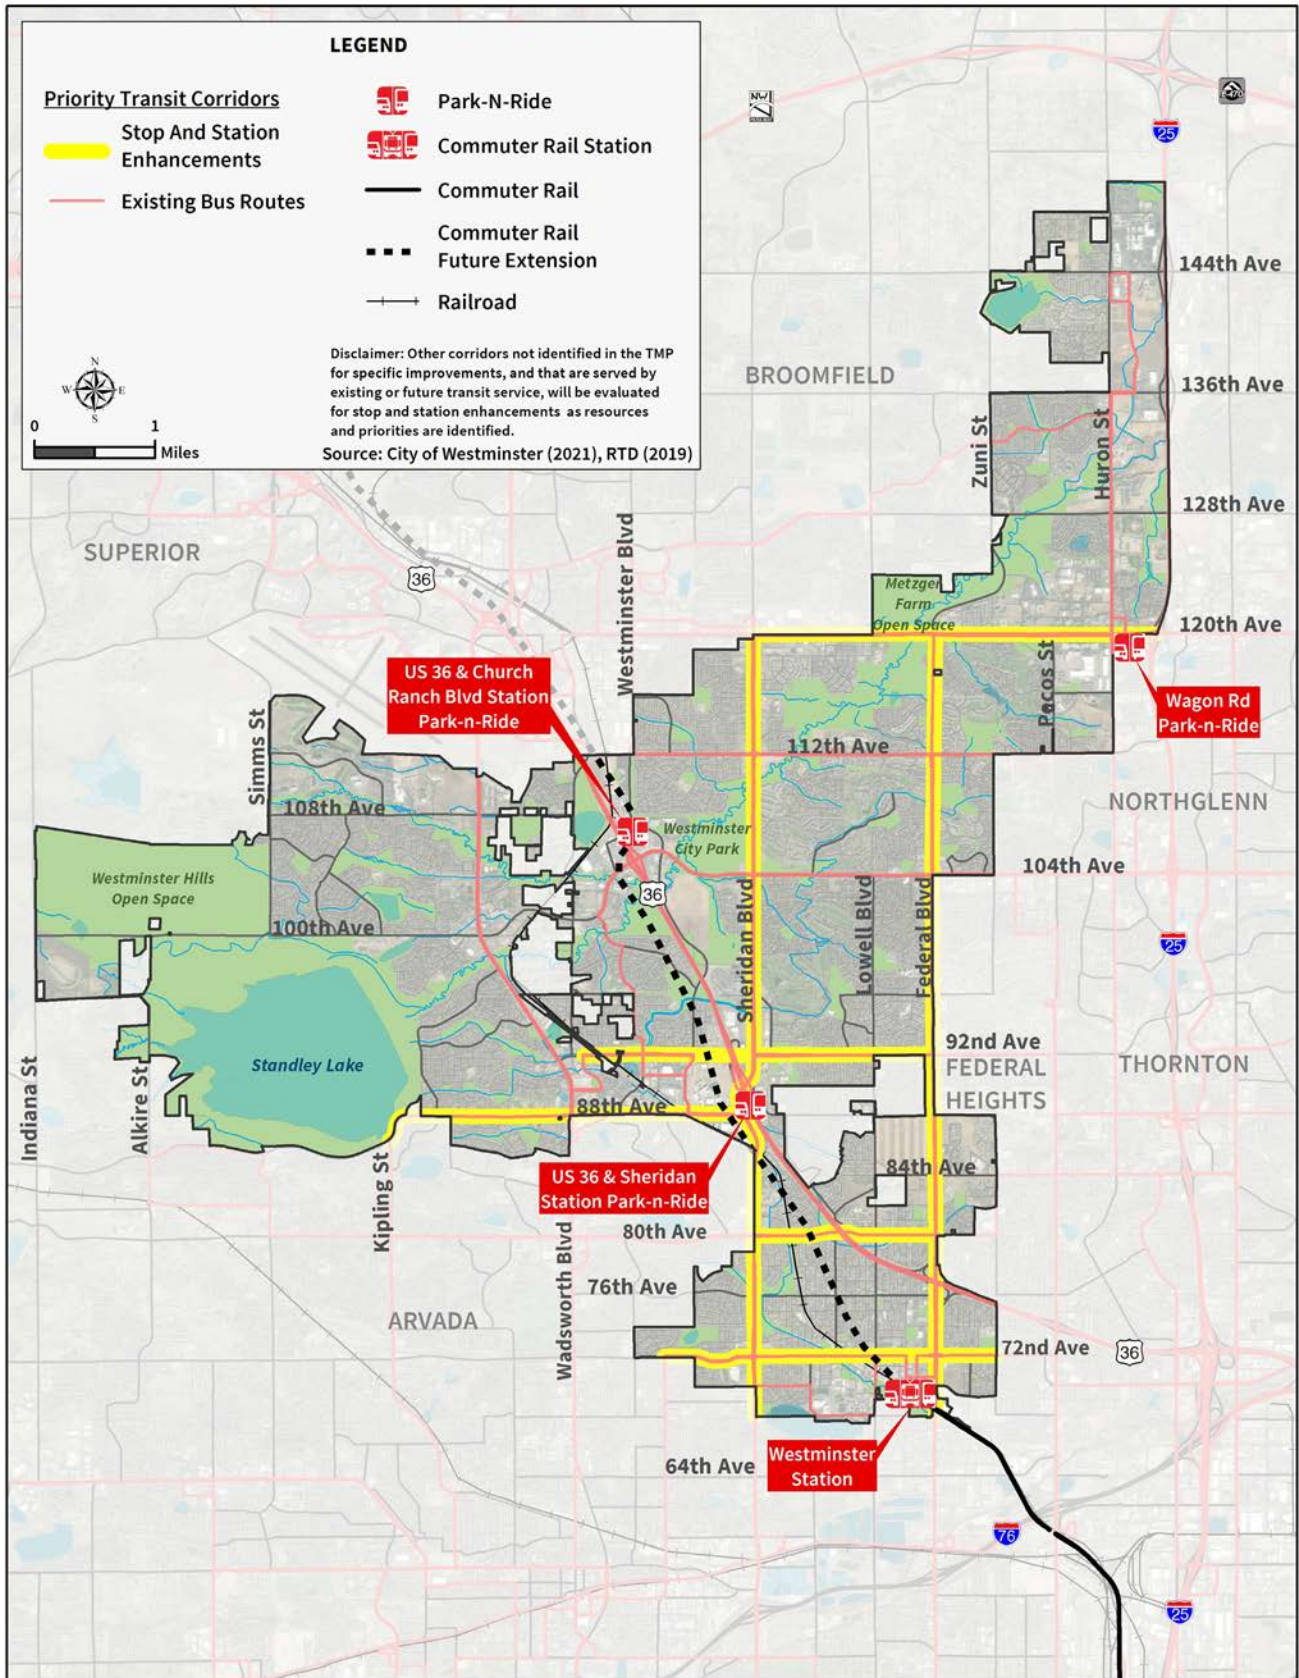 LEGEND
Priority Transit Corridors
Stop And Station
Enhancements
Existing Bus Routes
Park-N-Ride
Commuter Rail Station
Commuter Rail
Commuter Rail
Future Extension
Railroad
N
W E
S
0 1
Miles
Disclaimer: Other corridors not identified in the TMP
for specific improvements, and that are served by
existing or future transit service, will be evaluated
for stop and station enhancements as resources
and priorities are identified.
Source: City of Westminster (2021), RTD (2019)
NW
E-470
25
144th Ave
BROOMFIELD
136th Ave
Zuni St
Huron St
128th Ave
SUPERIOR
36
Westminster Blvd
Metzger
Farm
Open Space
120th Ave
Pecos St
US 36 & Church
Ranch Blvd Station
Park-n-Ride
Wagon Rd
Park-n-Ride
Simms St
112th Ave
108th Ave
NORTHGLENN
Westminster
City Park
104th Ave
Westminster Hills
Open Space
36
100th Ave
Sheridan Blvd
Lowell Blvd
Federal Blvd
25
92nd Ave
FEDERAL
HEIGHTS
THORNTON
Standley Lake
Indiana St
Alkire St
88th Ave
84th Ave
US 36 & Sheridan
Station Park-n-Ride
Kipling St
80th Ave
Wadsworth Blvd
76th Ave
ARVADA
72nd Ave
36
64th Ave
Westminster
Station
76
25